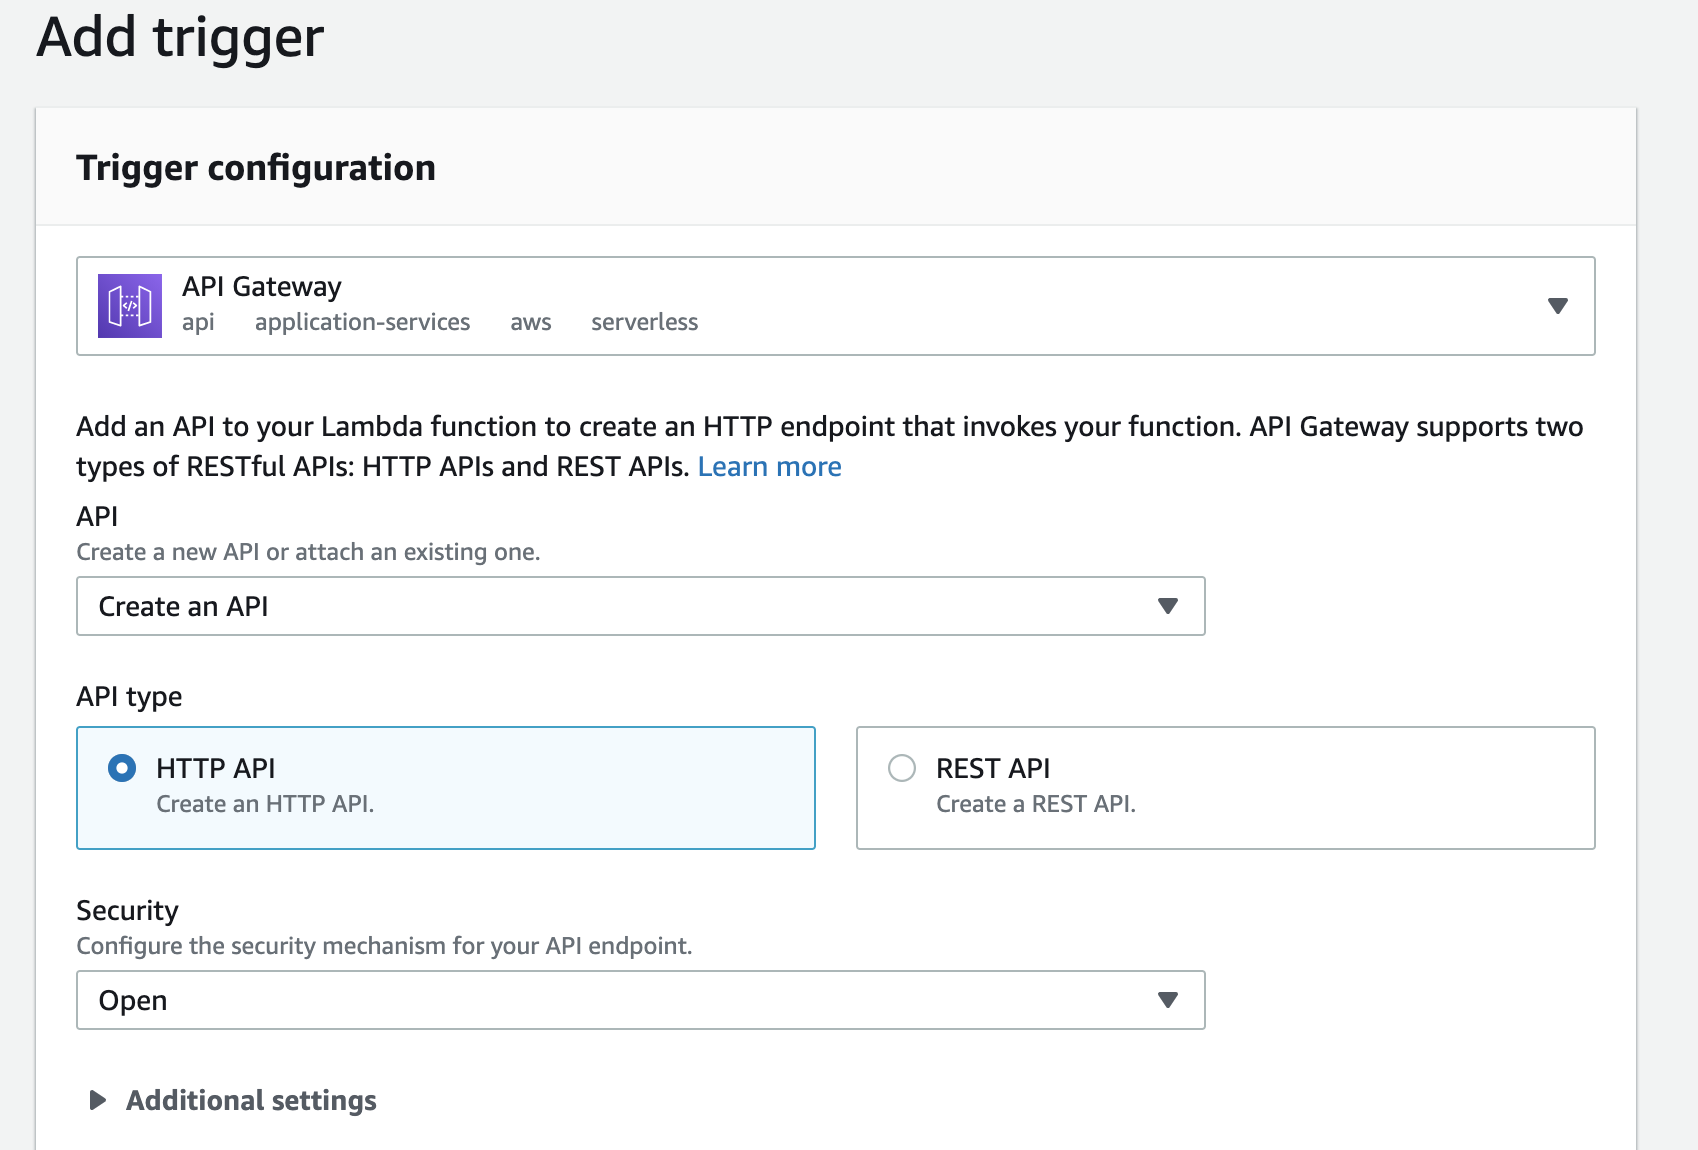 Add trigger
Trigger configuration
API Gateway
api application-services aws serverless
Add an API to your Lambda function to create an HTTP endpoint that invokes your function. API Gateway supports two
types of RESTful APIs: HTTP APIs and REST APIs. Learn more
API
Create a new API or attach an existing one.
Create an API
API type
HTTP API
Create an HTTP API.
REST API
Create a REST API.
Security
Configure the security mechanism for your API endpoint.
Open
Additional settings